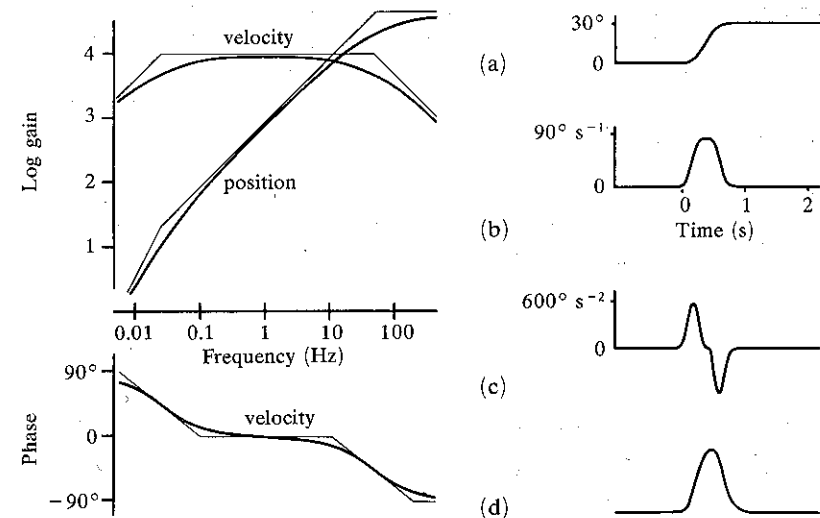 velocity
4
3
2
1
Log gain
position
0.01 0.1 1 10 100
Frequency (Hz)
90°
0
−90°
Phase
velocity
(a)
30°
0
(b)
90° s⁻¹
0
0 1 2
Time (s)
(c)
600° s⁻²
0
(d)